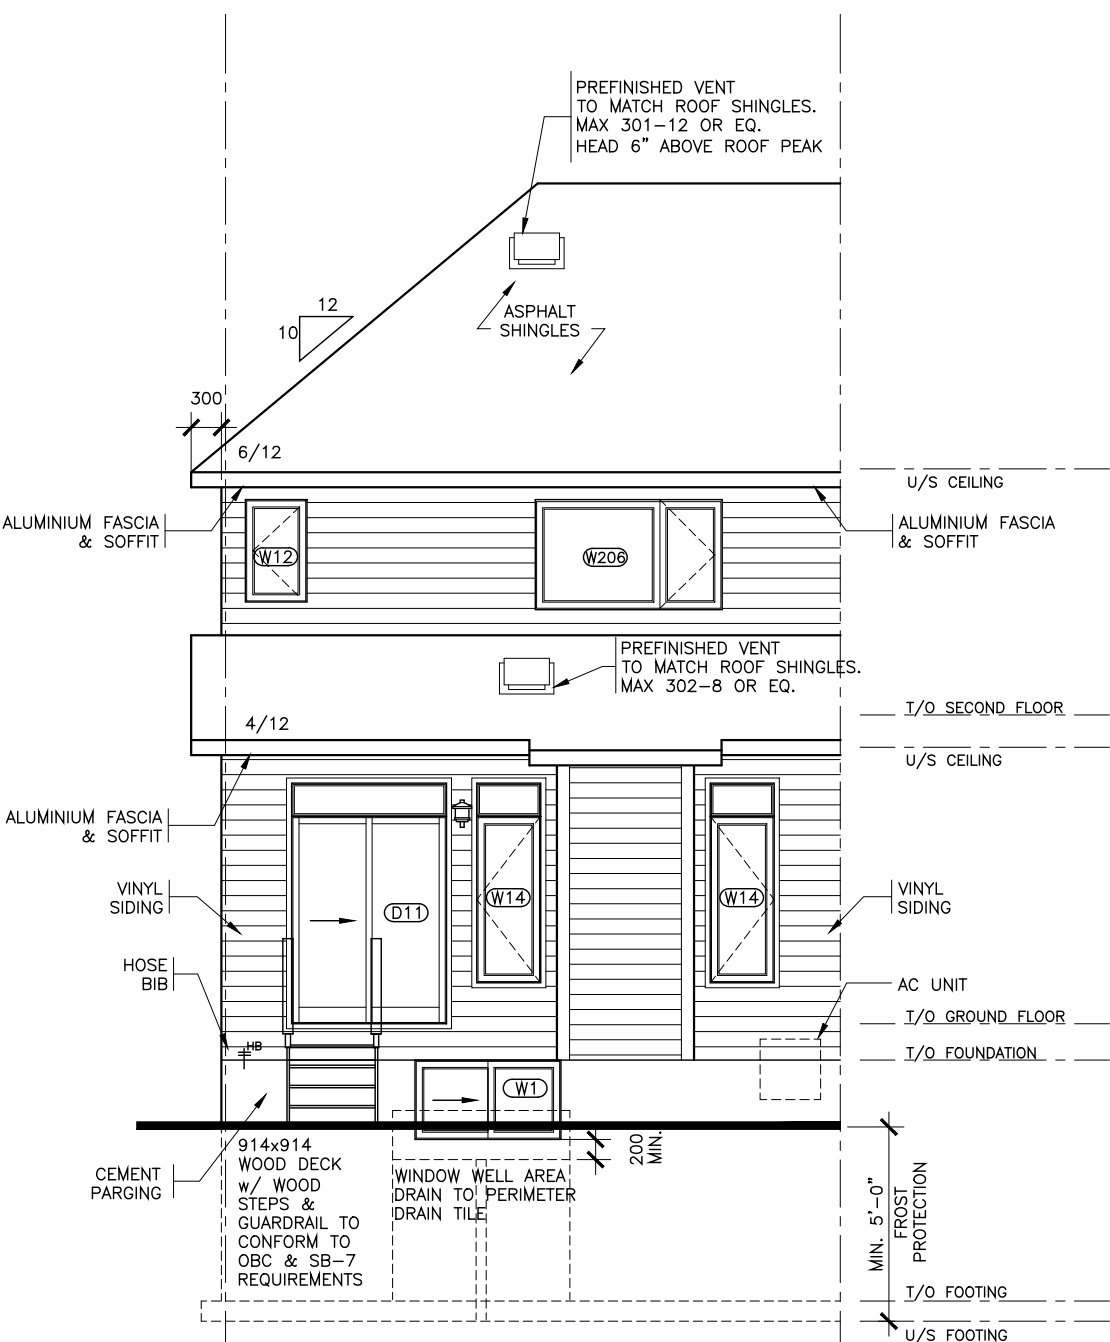 PREFINISHED VENT
TO MATCH ROOF SHINGLES.
MAX 301-12 OR EQ.
HEAD 6" ABOVE ROOF PEAK
12
10
ASPHALT
SHINGLES
300
6/12
U/S CEILING
ALUMINIUM FASCIA
& SOFFIT
W12
W206
ALUMINIUM FASCIA
& SOFFIT
PREFINISHED VENT
TO MATCH ROOF SHINGLES.
MAX 302-8 OR EQ.
4/12
T/O SECOND FLOOR
U/S CEILING
ALUMINIUM FASCIA
& SOFFIT
VINYL
SIDING
D11
W14
W14
VINYL
SIDING
HOSE
BIB
AC UNIT
T/O GROUND FLOOR
HB
T/O FOUNDATION
W1
914x914
WOOD DECK
w/ WOOD
STEPS &
GUARDRAIL TO
CONFORM TO
OBC & SB-7
REQUIREMENTS
CEMENT
PARGING
WINDOW WELL AREA
DRAIN TO PERIMETER
DRAIN TILE
200
MIN.
MIN. 5'-0"
FROST
PROTECTION
T/O FOOTING
U/S FOOTING